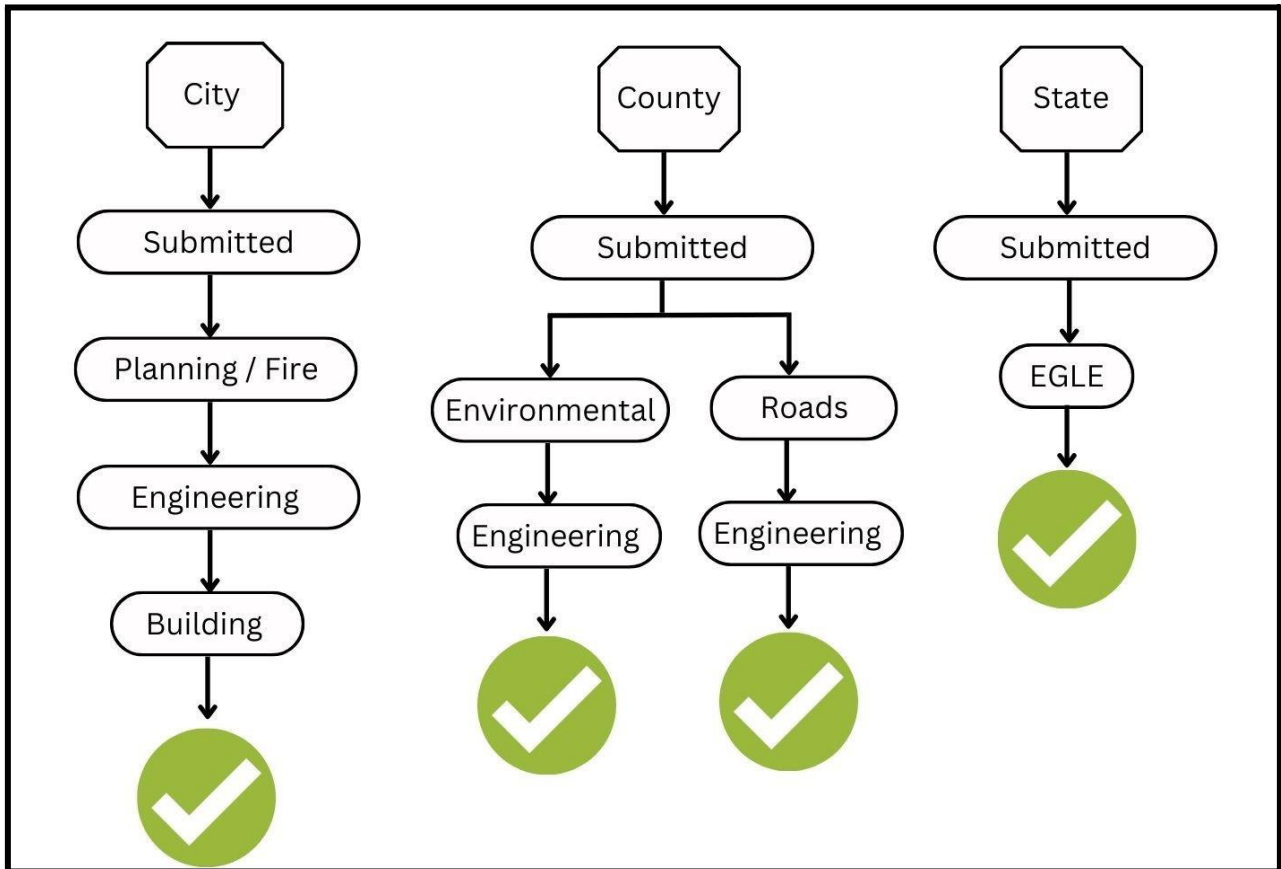 City
County
State
Submitted
Submitted
Submitted
Planning / Fire
EGLE
Environmental
Roads
Engineering
Engineering
Engineering
Building